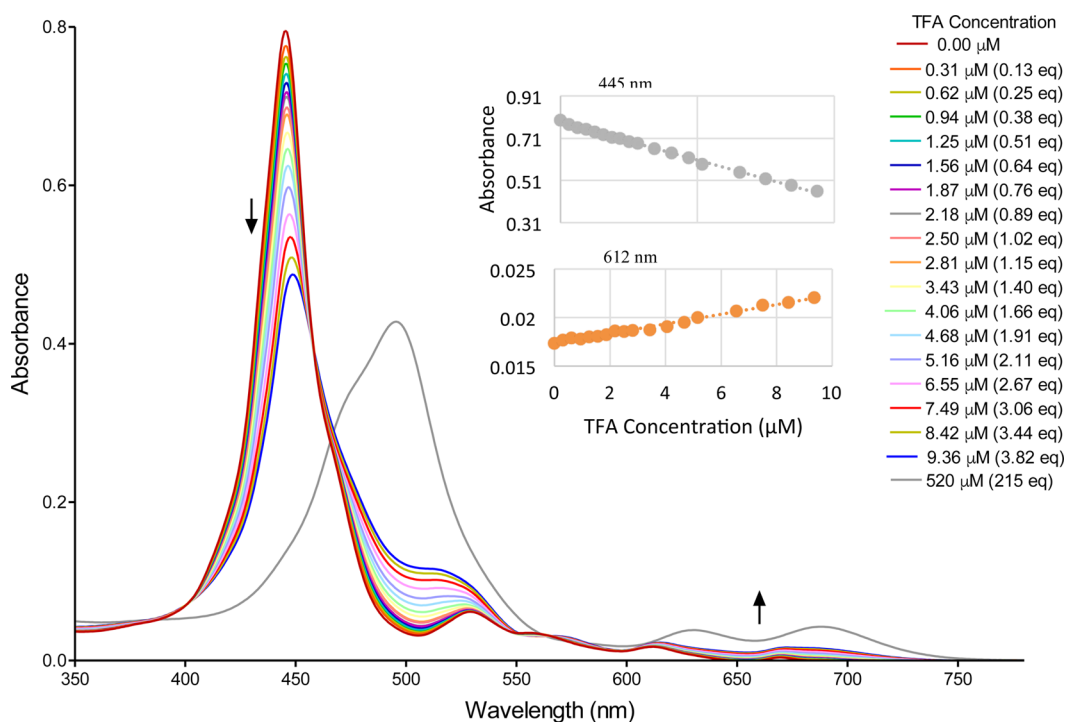 TFA Concentration
0.00 μM
0.31 μM (0.13 eq)
0.62 μM (0.25 eq)
0.94 μM (0.38 eq)
1.25 μM (0.51 eq)
1.56 μM (0.64 eq)
1.87 μM (0.76 eq)
2.18 μM (0.89 eq)
2.50 μM (1.02 eq)
2.81 μM (1.15 eq)
3.43 μM (1.40 eq)
4.06 μM (1.66 eq)
4.68 μM (1.91 eq)
5.16 μM (2.11 eq)
6.55 μM (2.67 eq)
7.49 μM (3.06 eq)
8.42 μM (3.44 eq)
9.36 μM (3.82 eq)
520 μM (215 eq)
445 nm
Absorbance
0.91
0.71
0.51
0.31
612 nm
0.025
0.02
0.015
0 2 4 6 8 10
TFA Concentration (μM)
Absorbance
0.8
0.6
0.4
0.2
0.0
350 400 450 500 550 600 650 700 750
Wavelength (nm)